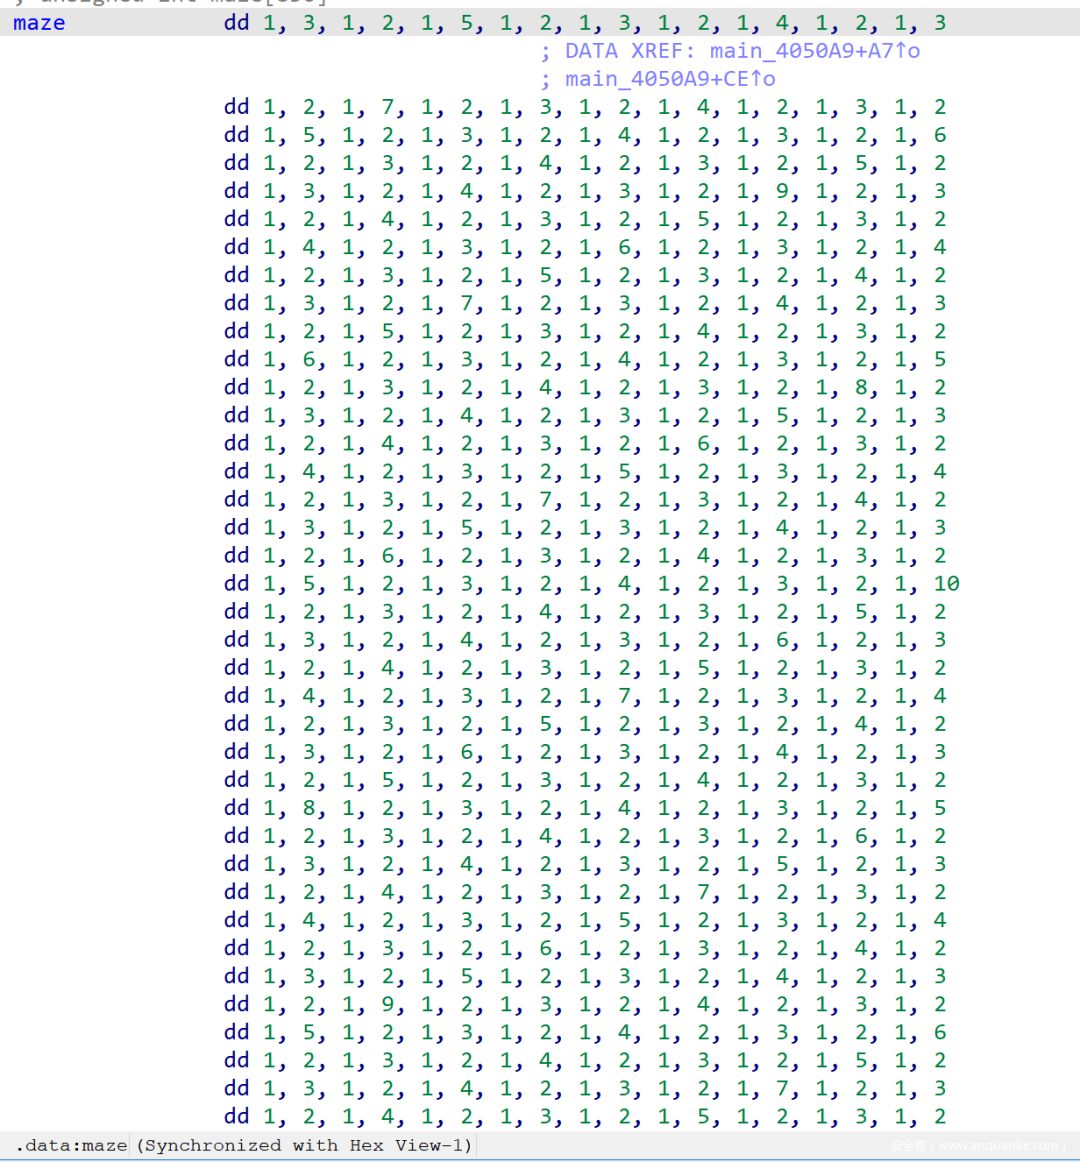 maze dd 1, 3, 1, 2, 1, 5, 1, 2, 1, 3, 1, 2, 1, 4, 1, 2, 1, 3
; DATA XREF: main_4050A9+A7↑o
; main_4050A9+CE↑o
dd 1, 2, 1, 7, 1, 2, 1, 3, 1, 2, 1, 4, 1, 2, 1, 3, 1, 2
dd 1, 5, 1, 2, 1, 3, 1, 2, 1, 4, 1, 2, 1, 3, 1, 2, 1, 6
dd 1, 2, 1, 3, 1, 2, 1, 4, 1, 2, 1, 3, 1, 2, 1, 5, 1, 2
dd 1, 3, 1, 2, 1, 4, 1, 2, 1, 3, 1, 2, 1, 9, 1, 2, 1, 3
dd 1, 2, 1, 4, 1, 2, 1, 3, 1, 2, 1, 5, 1, 2, 1, 3, 1, 2
dd 1, 4, 1, 2, 1, 3, 1, 2, 1, 6, 1, 2, 1, 3, 1, 2, 1, 4
dd 1, 2, 1, 3, 1, 2, 1, 5, 1, 2, 1, 3, 1, 2, 1, 4, 1, 2
dd 1, 3, 1, 2, 1, 7, 1, 2, 1, 3, 1, 2, 1, 4, 1, 2, 1, 3
dd 1, 2, 1, 5, 1, 2, 1, 3, 1, 2, 1, 4, 1, 2, 1, 3, 1, 2
dd 1, 6, 1, 2, 1, 3, 1, 2, 1, 4, 1, 2, 1, 3, 1, 2, 1, 5
dd 1, 2, 1, 3, 1, 2, 1, 4, 1, 2, 1, 3, 1, 2, 1, 8, 1, 2
dd 1, 3, 1, 2, 1, 4, 1, 2, 1, 3, 1, 2, 1, 5, 1, 2, 1, 3
dd 1, 2, 1, 4, 1, 2, 1, 3, 1, 2, 1, 6, 1, 2, 1, 3, 1, 2
dd 1, 4, 1, 2, 1, 3, 1, 2, 1, 5, 1, 2, 1, 3, 1, 2, 1, 4
dd 1, 2, 1, 3, 1, 2, 1, 7, 1, 2, 1, 3, 1, 2, 1, 4, 1, 2
dd 1, 3, 1, 2, 1, 5, 1, 2, 1, 3, 1, 2, 1, 4, 1, 2, 1, 3
dd 1, 2, 1, 6, 1, 2, 1, 3, 1, 2, 1, 4, 1, 2, 1, 3, 1, 2
dd 1, 5, 1, 2, 1, 3, 1, 2, 1, 4, 1, 2, 1, 3, 1, 2, 1, 10
dd 1, 2, 1, 3, 1, 2, 1, 4, 1, 2, 1, 3, 1, 2, 1, 5, 1, 2
dd 1, 3, 1, 2, 1, 4, 1, 2, 1, 3, 1, 2, 1, 6, 1, 2, 1, 3
dd 1, 2, 1, 4, 1, 2, 1, 3, 1, 2, 1, 5, 1, 2, 1, 3, 1, 2
dd 1, 4, 1, 2, 1, 3, 1, 2, 1, 7, 1, 2, 1, 3, 1, 2, 1, 4
dd 1, 2, 1, 3, 1, 2, 1, 5, 1, 2, 1, 3, 1, 2, 1, 4, 1, 2
dd 1, 3, 1, 2, 1, 6, 1, 2, 1, 3, 1, 2, 1, 4, 1, 2, 1, 3
dd 1, 2, 1, 5, 1, 2, 1, 3, 1, 2, 1, 4, 1, 2, 1, 3, 1, 2
dd 1, 8, 1, 2, 1, 3, 1, 2, 1, 4, 1, 2, 1, 3, 1, 2, 1, 5
dd 1, 2, 1, 3, 1, 2, 1, 4, 1, 2, 1, 3, 1, 2, 1, 6, 1, 2
dd 1, 3, 1, 2, 1, 4, 1, 2, 1, 3, 1, 2, 1, 5, 1, 2, 1, 3
dd 1, 2, 1, 4, 1, 2, 1, 3, 1, 2, 1, 7, 1, 2, 1, 3, 1, 2
dd 1, 4, 1, 2, 1, 3, 1, 2, 1, 5, 1, 2, 1, 3, 1, 2, 1, 4
dd 1, 2, 1, 3, 1, 2, 1, 6, 1, 2, 1, 3, 1, 2, 1, 4, 1, 2
dd 1, 3, 1, 2, 1, 5, 1, 2, 1, 3, 1, 2, 1, 4, 1, 2, 1, 3
dd 1, 2, 1, 9, 1, 2, 1, 3, 1, 2, 1, 4, 1, 2, 1, 3, 1, 2
dd 1, 5, 1, 2, 1, 3, 1, 2, 1, 4, 1, 2, 1, 3, 1, 2, 1, 6
dd 1, 2, 1, 3, 1, 2, 1, 4, 1, 2, 1, 3, 1, 2, 1, 5, 1, 2
dd 1, 3, 1, 2, 1, 4, 1, 2, 1, 3, 1, 2, 1, 7, 1, 2, 1, 3
dd 1, 2, 1, 4, 1, 2, 1, 3, 1, 2, 1, 5, 1, 2, 1, 3, 1, 2
.data:maze (Synchronized with Hex View-1)
安全客 ( www.anquanke.com )